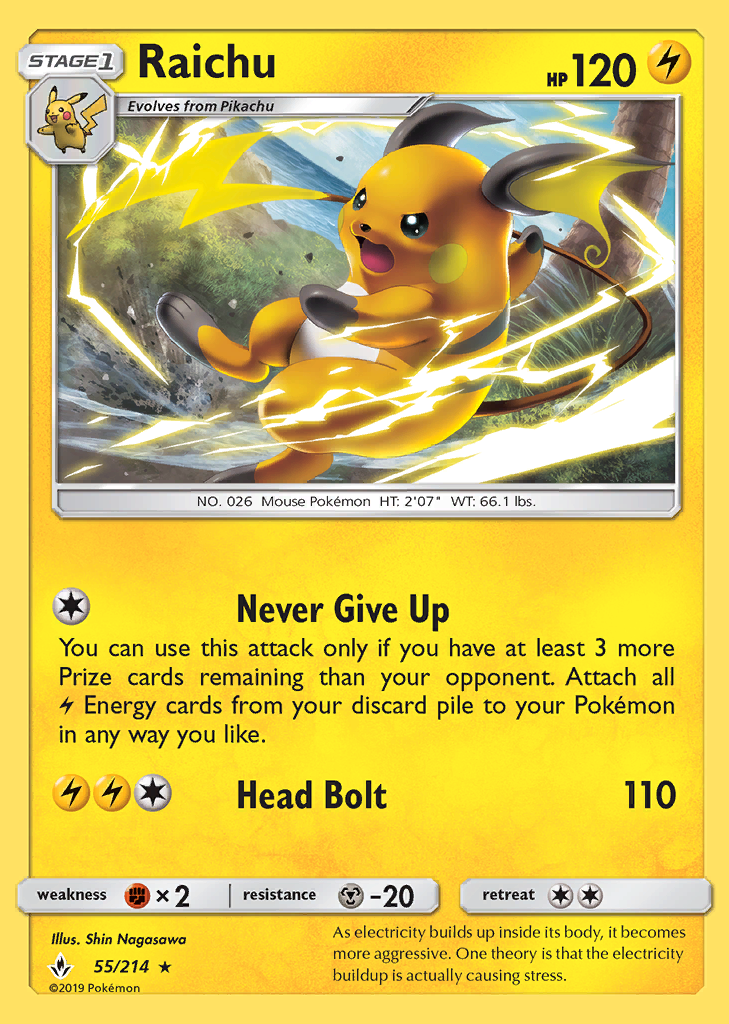 STAGE 1 Raichu HP 120
Evolves from Pikachu
NO. 026 Mouse Pokémon HT: 2'07" WT: 66.1 lbs.
Never Give Up
You can use this attack only if you have at least 3 more
Prize cards remaining than your opponent. Attach all
Energy cards from your discard pile to your Pokémon
in any way you like.
Head Bolt 110
weakness × 2 resistance -20 retreat
Illus. Shin Nagasawa
55/214
©2019 Pokémon
As electricity builds up inside its body, it becomes
more aggressive. One theory is that the electricity
buildup is actually causing stress.